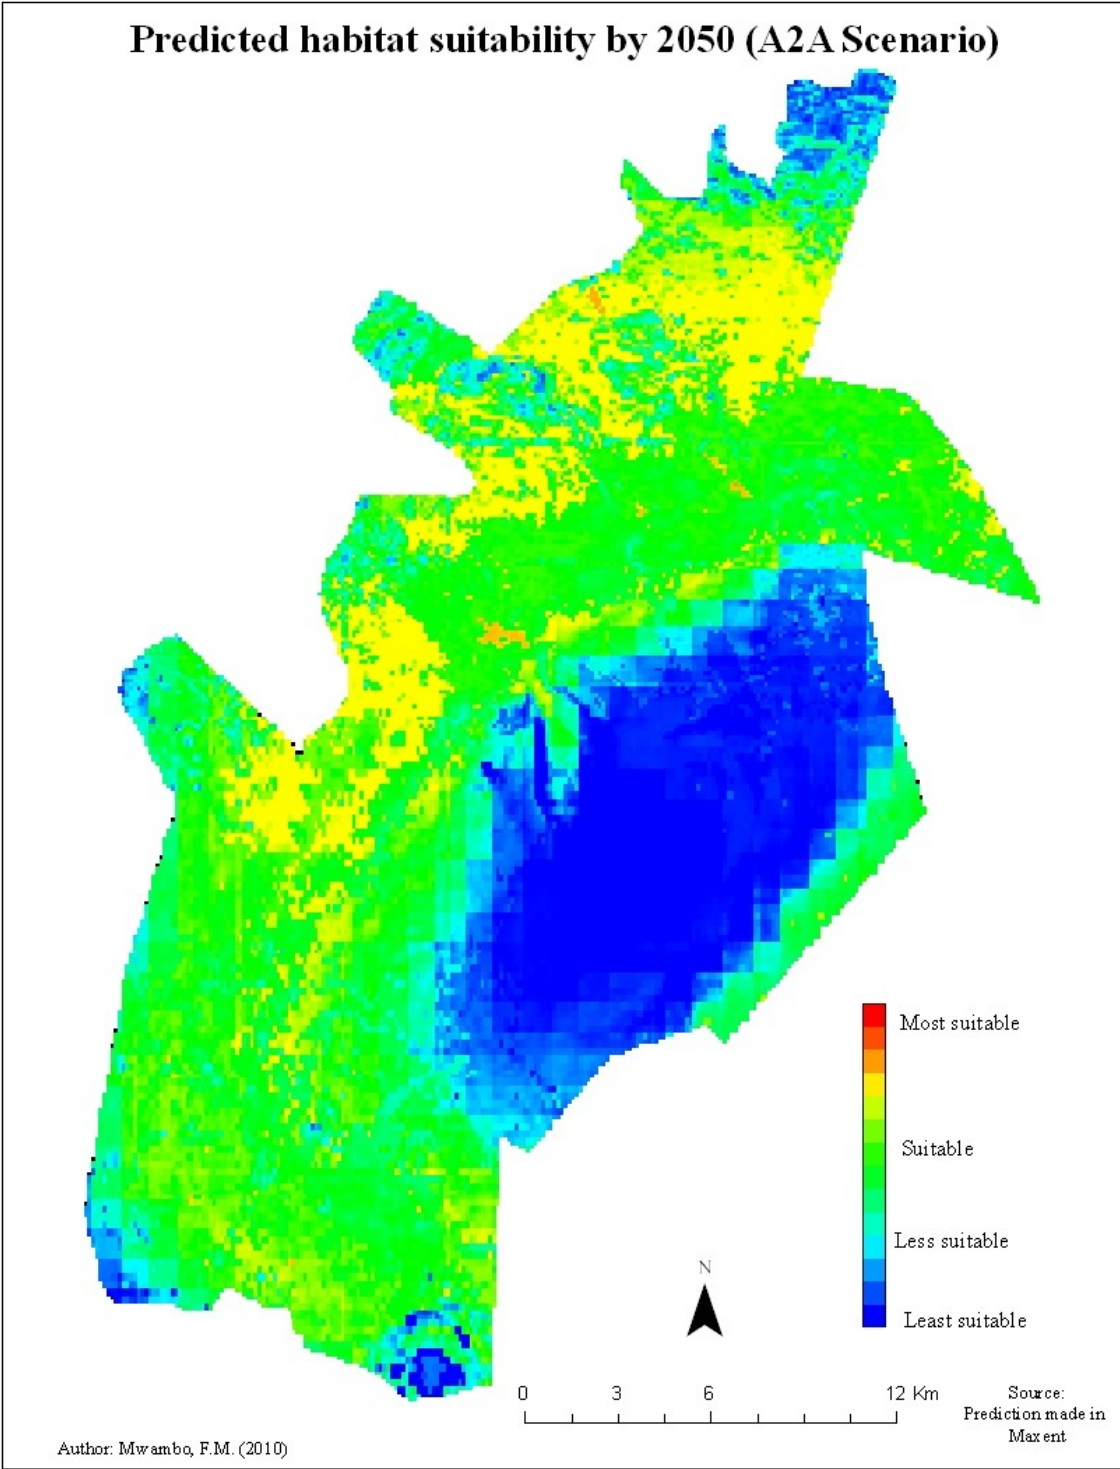 Predicted habitat suitability by 2050 (A2A Scenario)
Most suitable
Suitable
Less suitable
Least suitable
N
0 3 6 12 Km
Source:
Prediction made in
Maxent
Author: Mwambo, F.M. (2010)